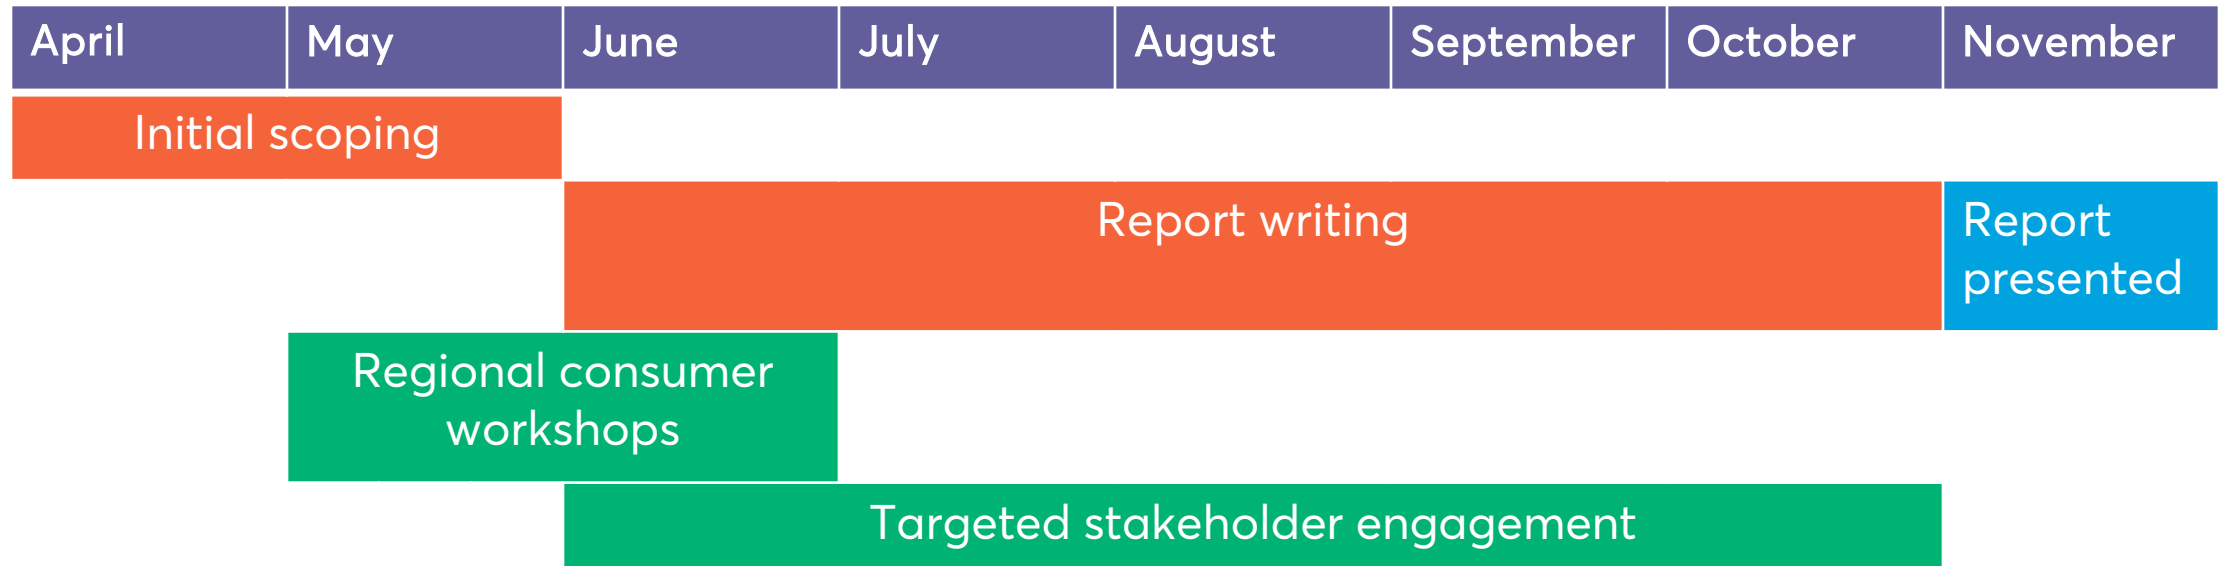 April May June July August September October November
Initial scoping
Report writing
Report
presented
Regional consumer
workshops
Targeted stakeholder engagement